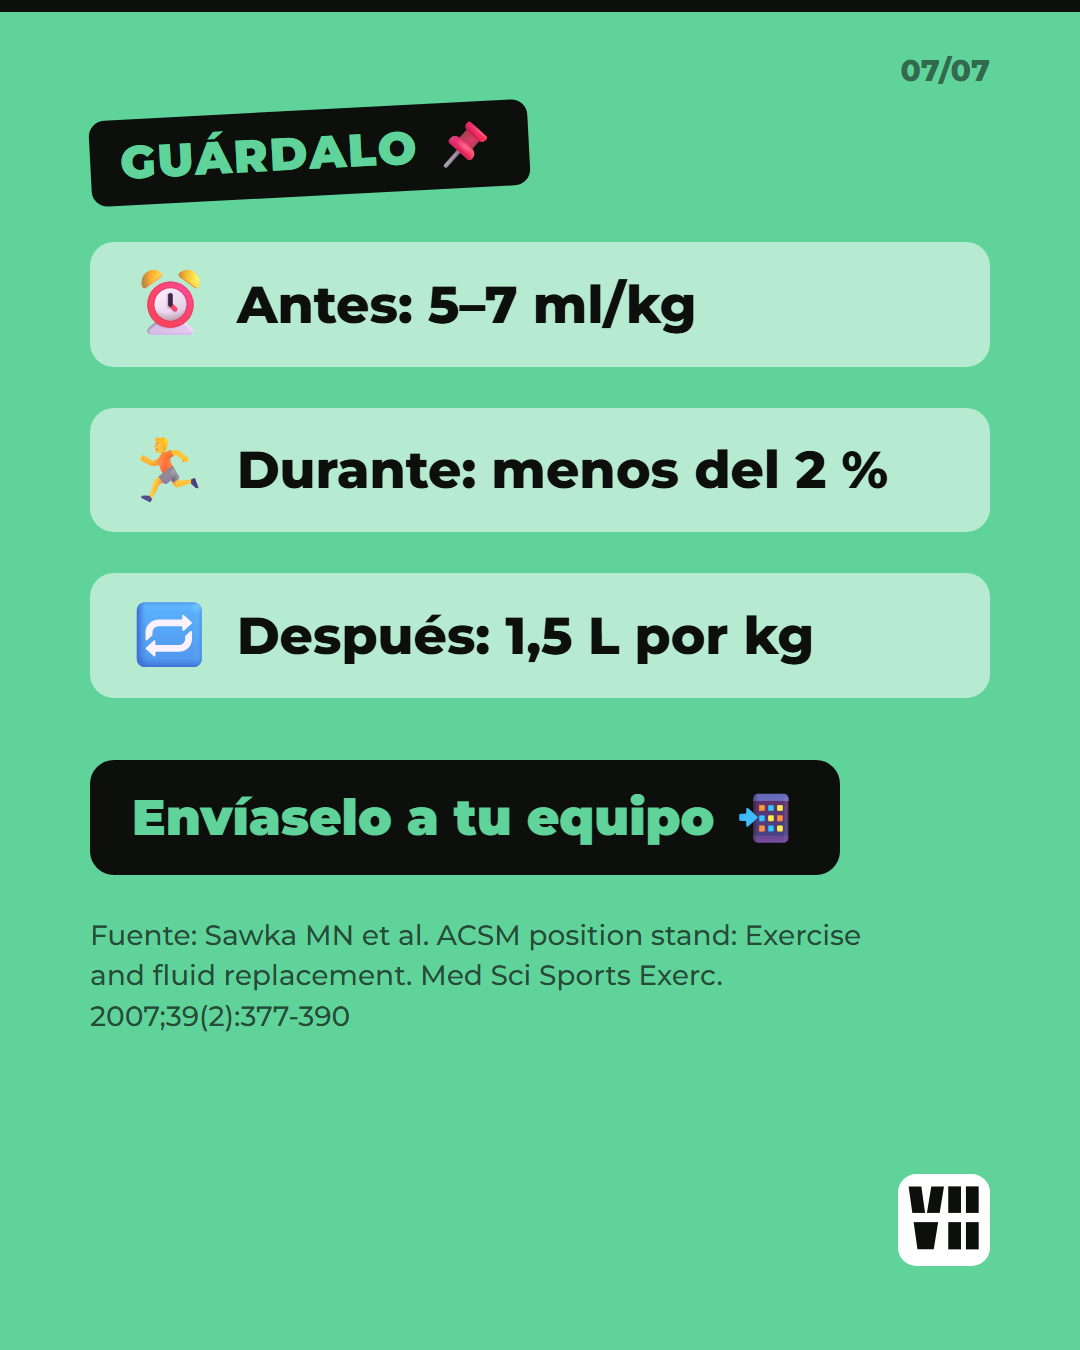 07/07
GUÁRDALO
Antes: 5–7 ml/kg
Durante: menos del 2 %
Después: 1,5 L por kg
Envíaselo a tu equipo
Fuente: Sawka MN et al. ACSM position stand: Exercise
and fluid replacement. Med Sci Sports Exerc.
2007;39(2):377-390
VII
VII